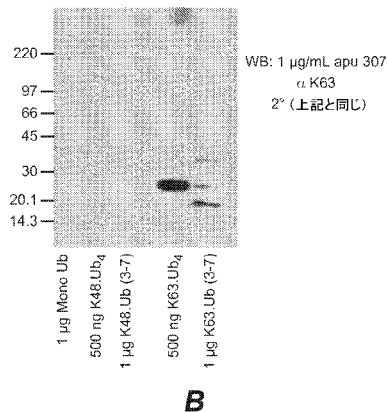 220
97
66
45
30
20.1
14.3
WB: 1 μg/mL apu 307
α K63
2° (上記と同じ)
1 μg Mono Ub
500 ng K48.Ub4
1 μg K48.Ub (3-7)
500 ng K63.Ub4
1 μg K63.Ub (3-7)
B